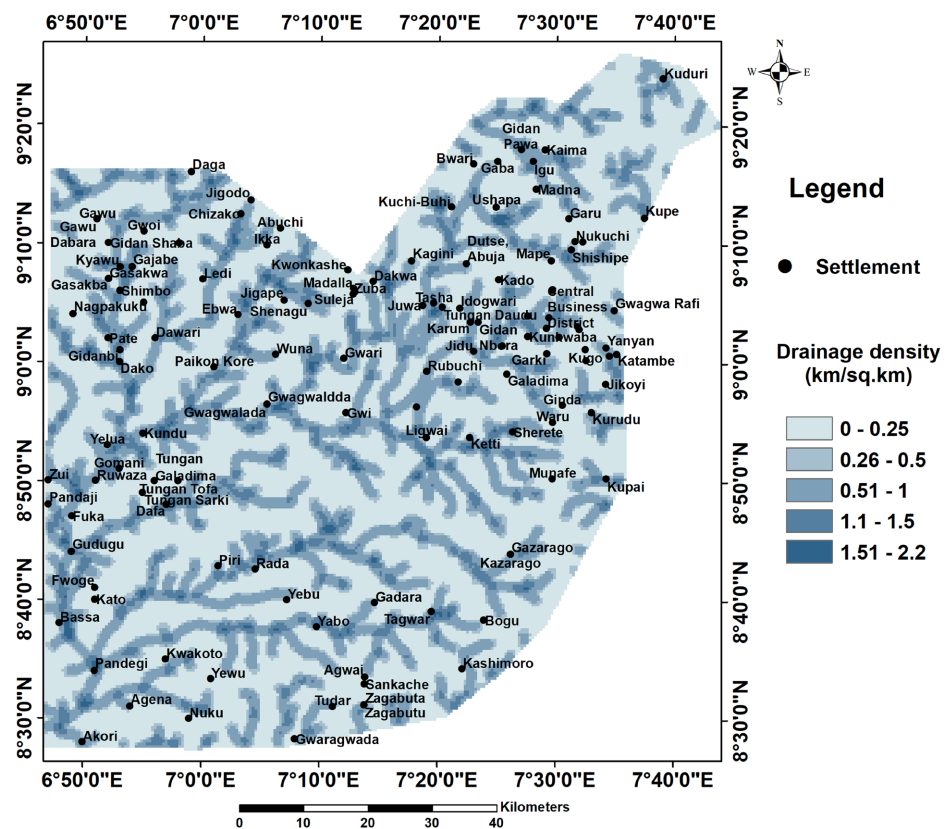 6°50'0"E 7°0'0"E 7°10'0"E 7°20'0"E 7°30'0"E 7°40'0"E
N
W E
S
Kuduri
9°20'0"N 9°20'0"N
Gidan
Pawa Kaima
Bwari
Gaba Igu
Daga
Madna
Jigodo
Kuchi-Buhi Ushapa
Legend
Gawu Chizako
Garu Kupe
Gawu Gwoi Abuchi
Dabara Gidan Shaba Ikka
Dutse, Nukuchi
9°10'0"N 9°10'0"N
Kyawu Gajabe
Kwonkashe Kagini Abuja Mape Shishipe
Settlement
Gasakwa Ledi
Gasakba Madalla Dakwa Kado
Shimbo Jigape Suleja Zuba Central
Nagpakuku Ebwa Shenagu Juwa Tasha Idogwari Business Gwagwa Rafi
Tungan Daudu
Karum Gidan District
Pate Dawari
Jidu Nbora Kunkwaba Yanyan
Drainage density
(km/sq.km)
Gidanbi Wuna Gwari
Garki Kugo Katambe
9°0'0"N 9°0'0"N
Dako Paikon Kore Rubuchi
Galadima Jikoyi
Gwagwaldda
Gwagwalada Gwi Ginda
Waru Kurudu
0 - 0.25
Yelua Kundu Ligwai Ketti Sherete
0.26 - 0.5
Gomani Tungan
Zui Ruwaza Galadima Munafe
8°50'0"N 8°50'0"N
0.51 - 1
Pandaji Tungan Tofa Kupai
Tungan Sarki
Fuka Dafa
1.1 - 1.5
Gudugu Gazarago
1.51 - 2.2
Piri Rada Kazarago
Fwoge
Kato Yebu Gadara
8°40'0"N 8°40'0"N
Bassa Yabo Tagwar Bogu
Pandegi Kwakoto Kashimoro
Yewu Agwai
Sankache
Agena Tudar Zagabuta
Nuku Zagabutu
8°30'0"N 8°30'0"N
Akori Gwaragwada
6°50'0"E 7°0'0"E 7°10'0"E 7°20'0"E 7°30'0"E 7°40'0"E
Kilometers
0 10 20 30 40